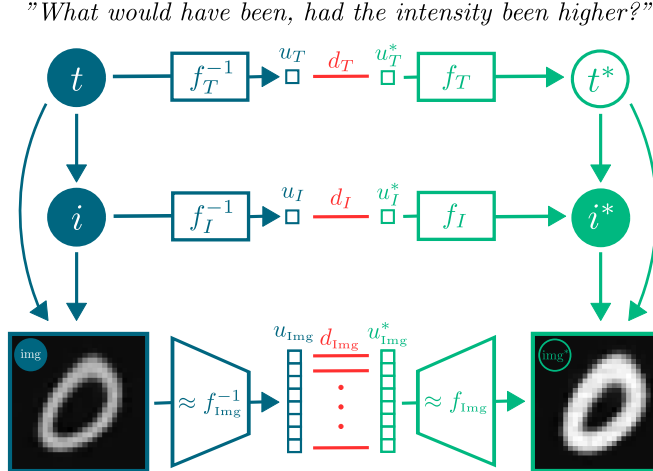 "What would have been, had the intensity been higher?"
t f_T^{-1} u_T d_T u_T^* f_T t*
i f_I^{-1} u_I d_I u_I^* f_I i*
u_Img d_Img u_Img^*
img img*
≈ f_Img^{-1} ≈ f_Img